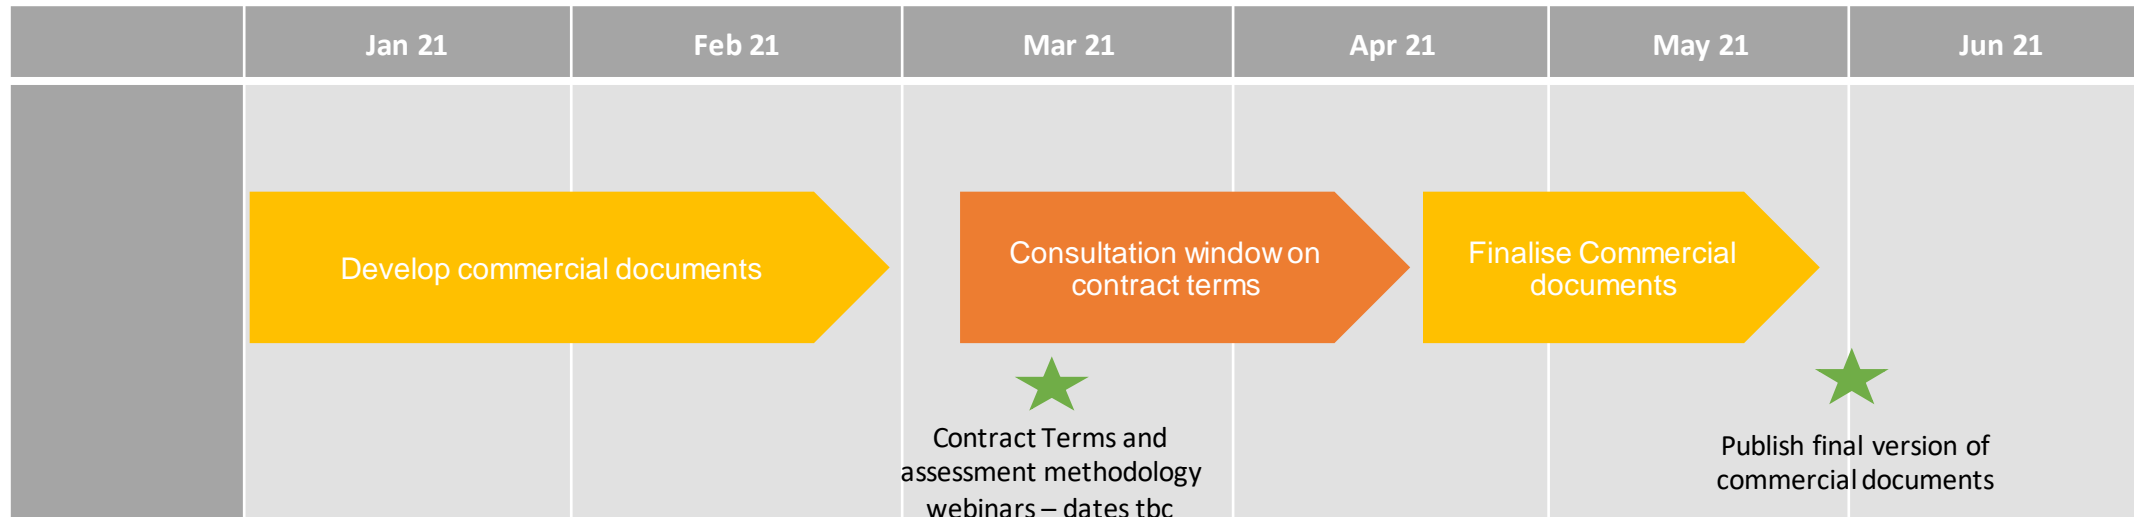 Jan 21
Feb 21
Mar 21
Apr 21
May 21
Jun 21
Develop commercial documents
Consultation window on
contract terms
Finalise Commercial
documents
Contract Terms and
assessment methodology
webinars – dates tbc
Publish final version of
commercial documents